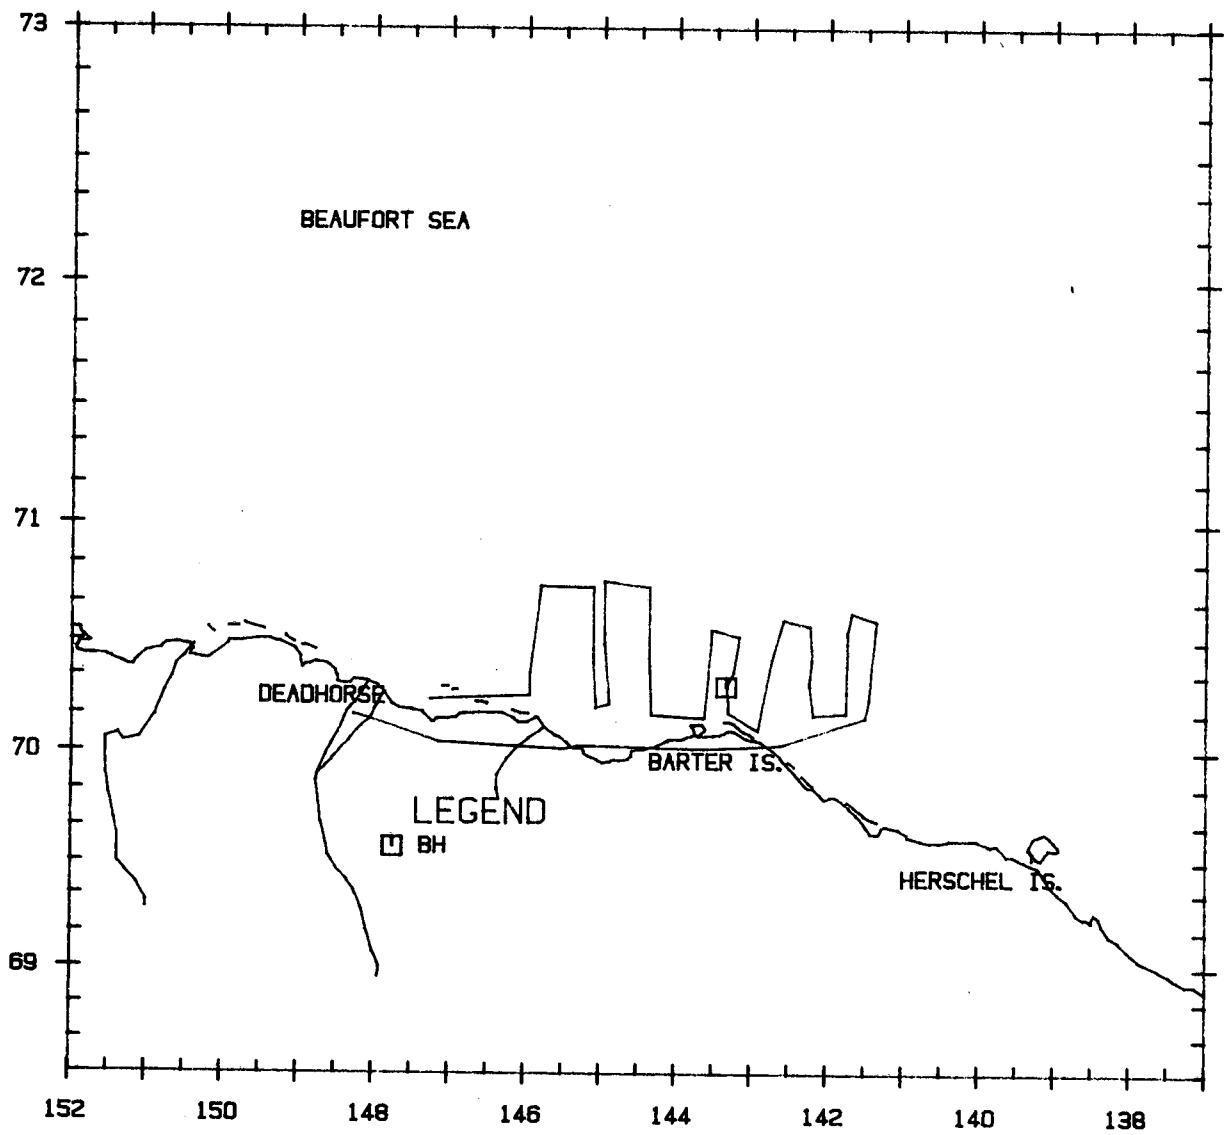 73
BEAUFORT SEA
72
71
DEADHORSE
70
BARTER IS.
LEGEND
BH
HERSCHEL IS.
69
152 150 148 146 144 142 140 138